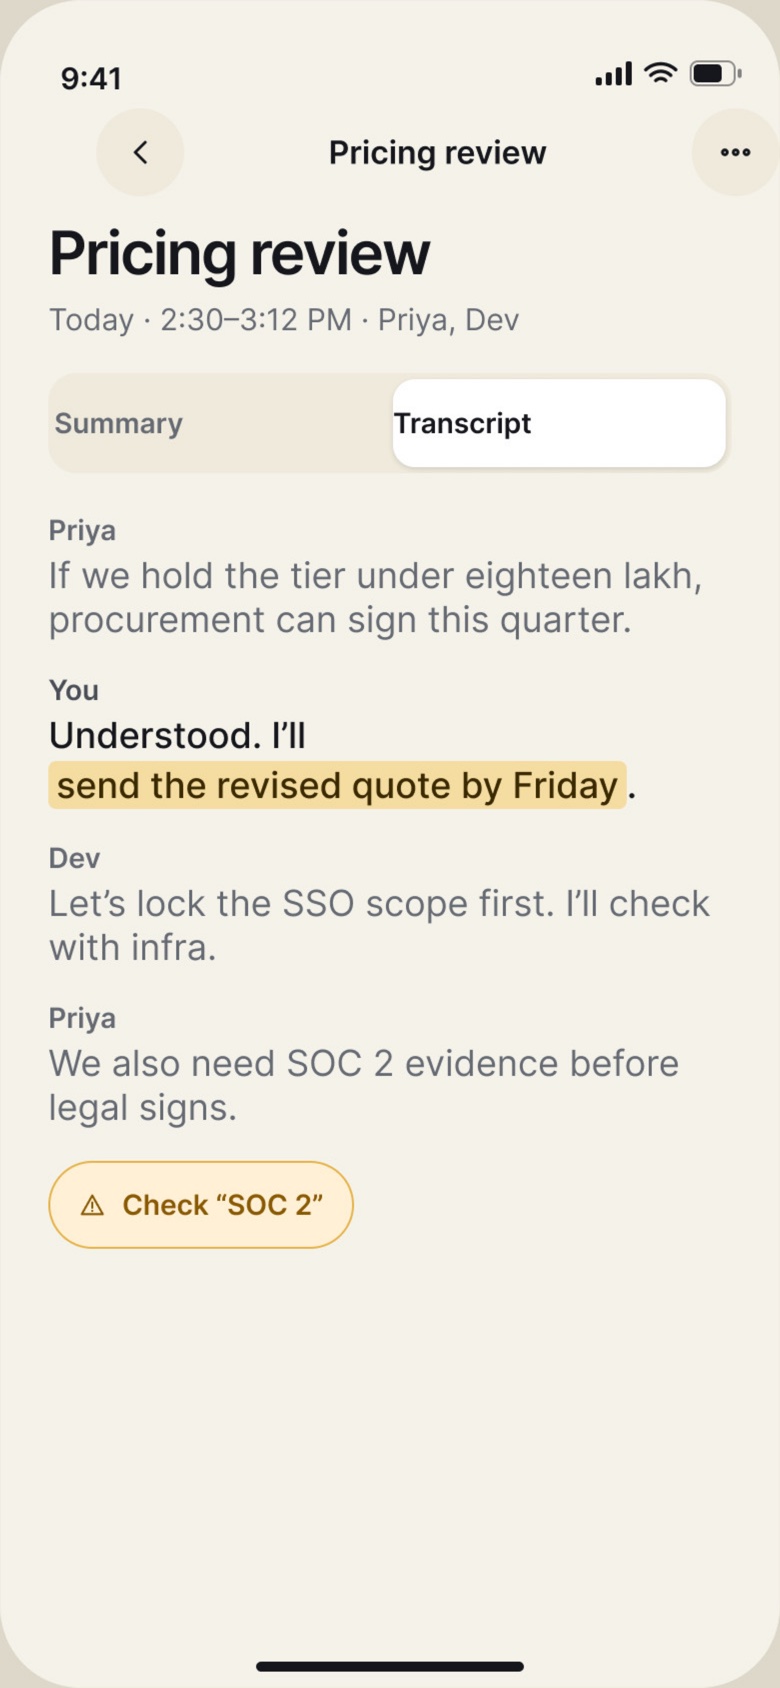 9:41
Pricing review
Pricing review
Today · 2:30–3:12 PM · Priya, Dev
Summary
Transcript
Priya
If we hold the tier under eighteen lakh,
procurement can sign this quarter.
You
Understood. I’ll
send the revised quote by Friday.
Dev
Let’s lock the SSO scope first. I’ll check
with infra.
Priya
We also need SOC 2 evidence before
legal signs.
Check “SOC 2”